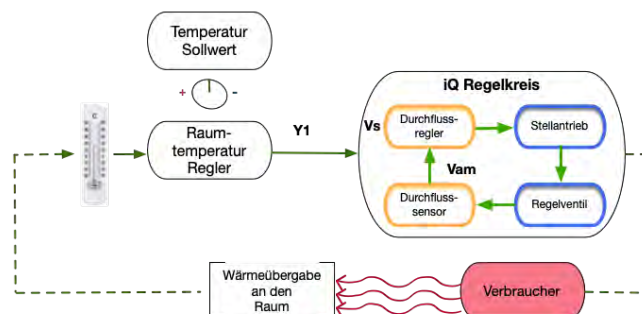 Temperatur
Sollwert
+ -
C
iQ Regelkreis
Raum-
temperatur
Regler
Y1
Vs
Durchfluss-
regler
Stellantrieb
Vam
Durchfluss-
sensor
Regelventil
Wärmeübergabe
an den
Raum
Verbraucher